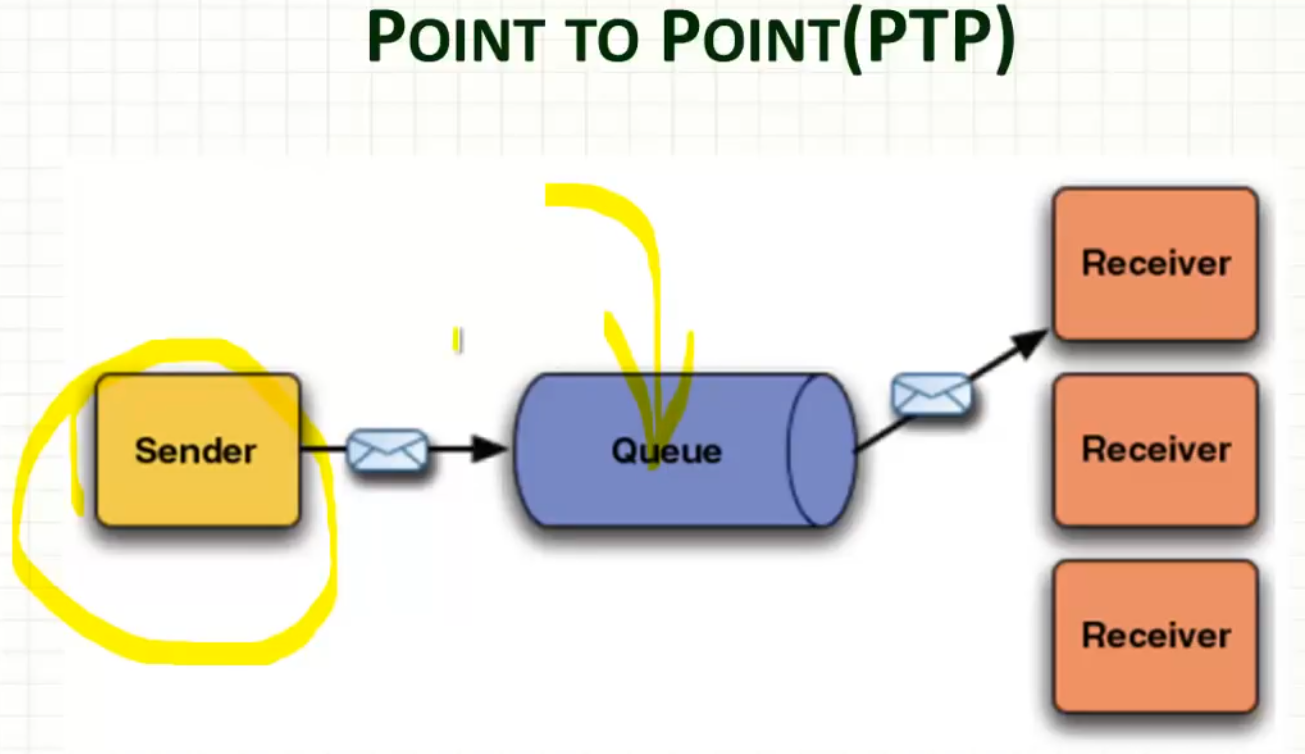 POINT TO POINT(PTP)
Sender
Queue
Receiver
Receiver
Receiver